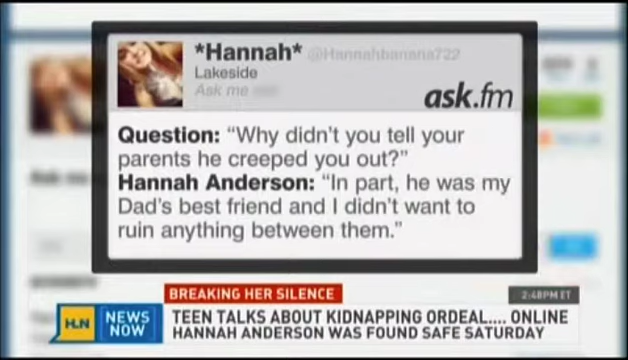 *Hannah* @Hannahbanana722
Lakeside
Ask me
ask.fm
Question: “Why didn't you tell your
parents he creeped you out?”
Hannah Anderson: “In part, he was my
Dad's best friend and I didn't want to
ruin anything between them.”
BREAKING HER SILENCE
2:48PM ET
HLN NEWS NOW
TEEN TALKS ABOUT KIDNAPPING ORDEAL.... ONLINE
HANNAH ANDERSON WAS FOUND SAFE SATURDAY